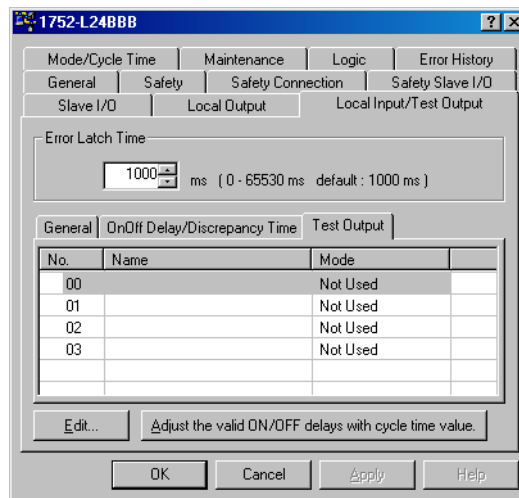 1752-L24BBB
Mode/Cycle Time Maintenance Logic Error History
General Safety Safety Connection Safety Slave I/O
Slave I/O Local Output Local Input/Test Output
Error Latch Time
1000 ms ( 0 - 65530 ms default : 1000 ms )
General OnOff Delay/Discrepancy Time Test Output
No. Name Mode
00 Not Used
01 Not Used
02 Not Used
03 Not Used
Edit... Adjust the valid ON/OFF delays with cycle time value.
OK Cancel Apply Help